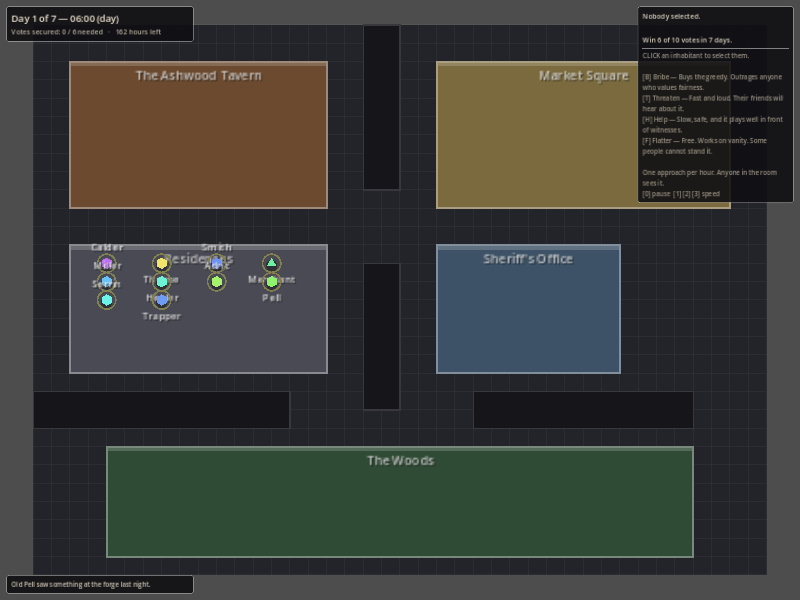 Day 1 of 7 — 06:00 (day)
Votes secured: 0 / 6 needed · 162 hours left
Nobody selected.
Win 6 of 10 votes in 7 days.
CLICK an inhabitant to select them.
[B] Bribe — Buys the greedy. Outrages anyone
who values fairness.
[T] Threaten — Fast and loud. Their friends will
hear about it.
[H] Help — Slow, safe, and it plays well in front
of witnesses.
[F] Flatter — Free. Works on vanity. Some
people cannot stand it.
One approach per hour. Anyone in the room
sees it.
[0] pause [1] [2] [3] speed
The Ashwood Tavern
Market Square
Residences
Sheriff's Office
Calder
Smith
Merchant
Pell
Trapper
The Woods
Old Pell saw something at the forge last night.